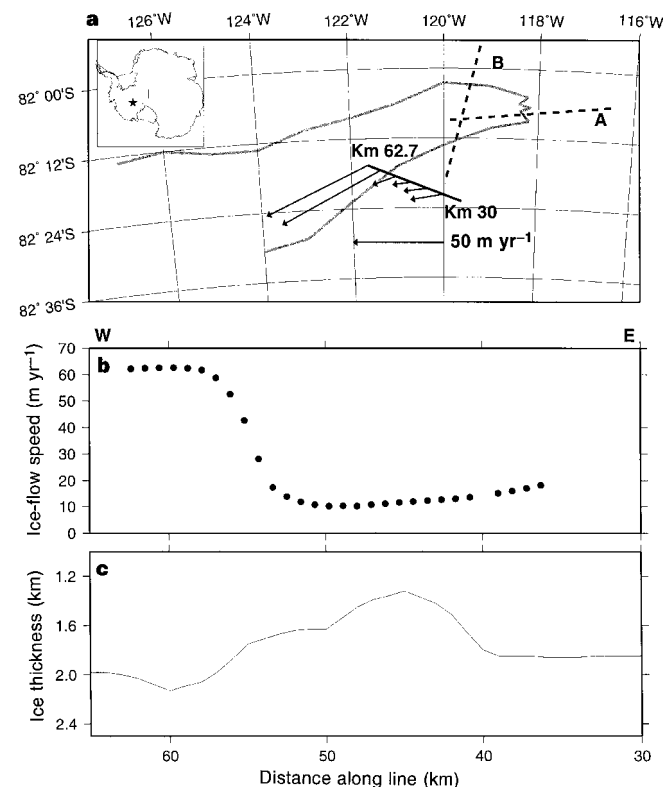 a
126°W 124°W 122°W 120°W 118°W 116°W
B
82° 00'S
A
82° 12'S
Km 62.7
Km 30
82° 24'S
50 m yr⁻¹
82° 36'S
W E
b
70
60
50
40
30
20
10
0
Ice-flow speed (m yr⁻¹)
c
1.2
1.6
2.0
2.4
Ice thickness (km)
60 50 40 30
Distance along line (km)